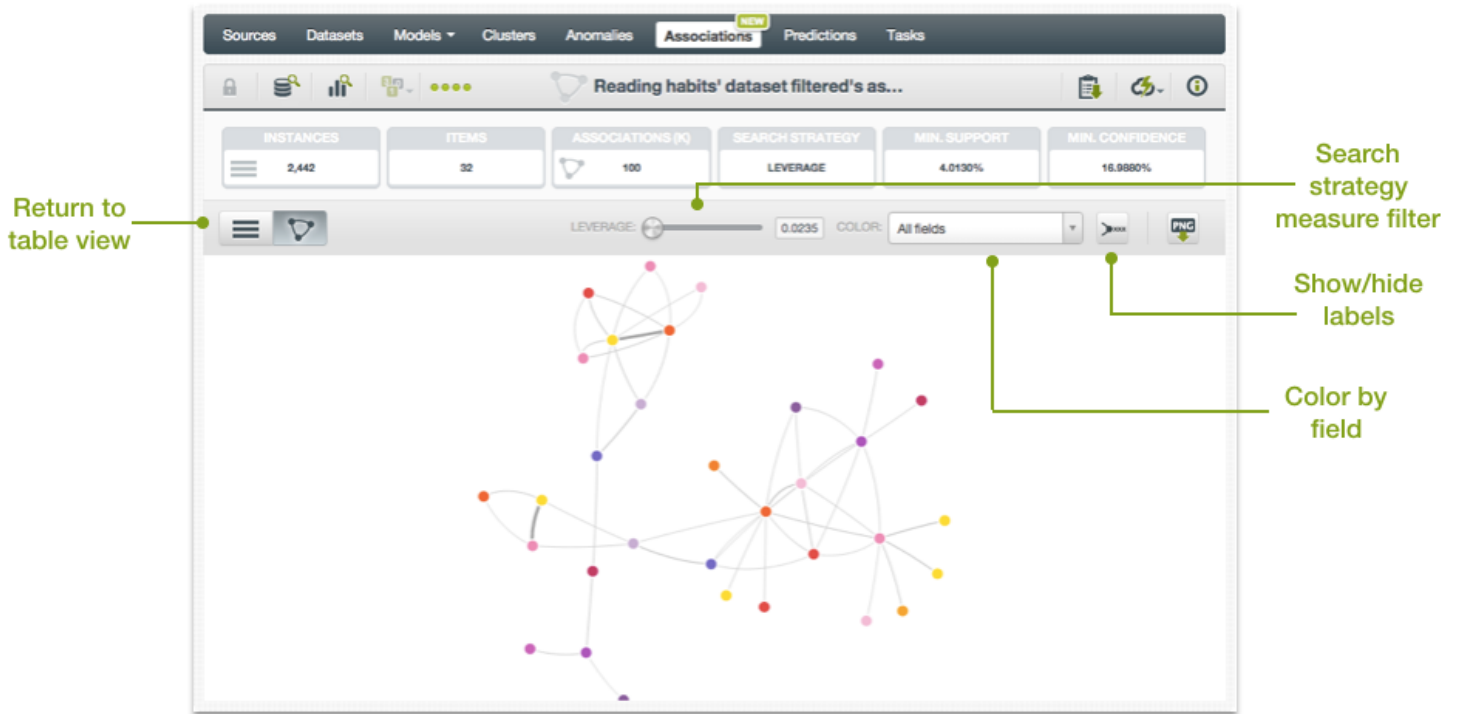 NEW
Sources Datasets Models Clusters Anomalies Associations Predictions Tasks
Reading habits' dataset filtered's as...
INSTANCES ITEMS ASSOCIATIONS (K) SEARCH STRATEGY MIN. SUPPORT MIN. CONFIDENCE
2,442 32 100 LEVERAGE 4.0130% 16.9880%
Search
strategy
measure filter
Return to
table view
LEVERAGE: 0.0235 COLOR: All fields PNG
Show/hide
labels
Color by
field